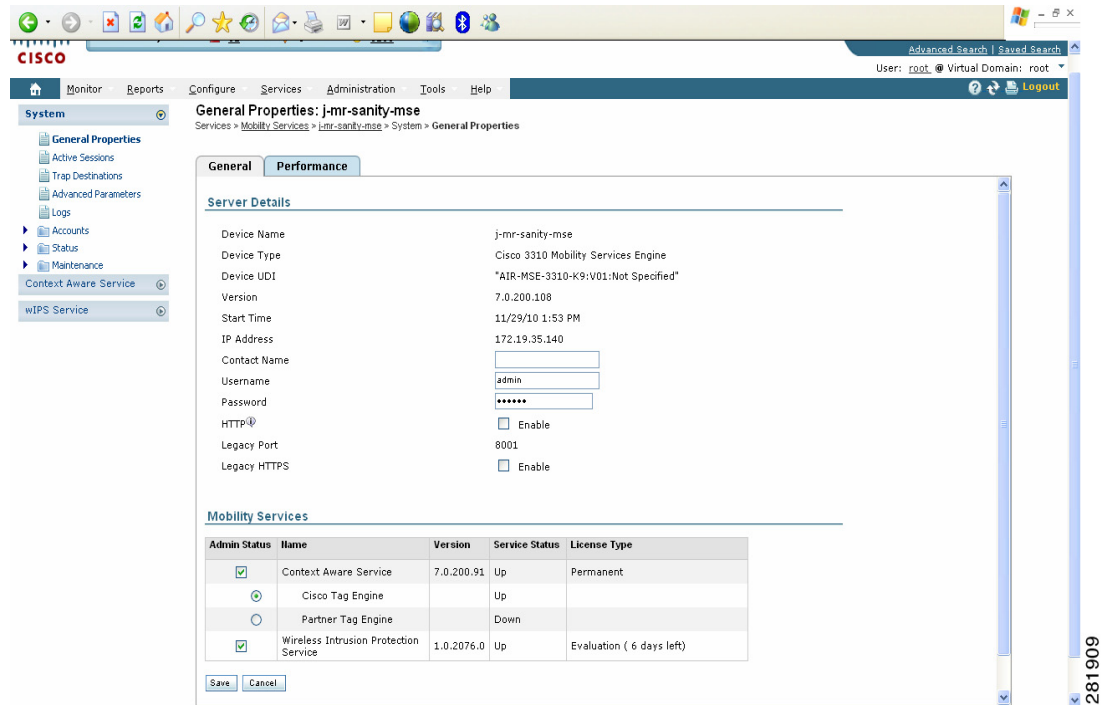 CISCO
Advanced Search | Saved Search
User: root @ Virtual Domain: root
Monitor Reports Configure Services Administration Tools Help Logout
System
General Properties
Active Sessions
Trap Destinations
Advanced Parameters
Logs
Accounts
Status
Maintenance
Context Aware Service
wIPS Service
General Properties: j-mr-sanity-mse
Services > Mobility Services > j-mr-sanity-mse > System > General Properties
General Performance
Server Details
Device Name j-mr-sanity-mse
Device Type Cisco 3310 Mobility Services Engine
Device UDI "AIR-MSE-3310-K9:V01:Not Specified"
Version 7.0.200.108
Start Time 11/29/10 1:53 PM
IP Address 172.19.35.140
Contact Name
Username admin
Password ••••••
HTTP Enable
Legacy Port 8001
Legacy HTTPS Enable
Mobility Services
Admin Status Name Version Service Status License Type
Context Aware Service 7.0.200.91 Up Permanent
Cisco Tag Engine Up
Partner Tag Engine Down
Wireless Intrusion Protection Service 1.0.2076.0 Up Evaluation ( 6 days left)
Save Cancel
281909